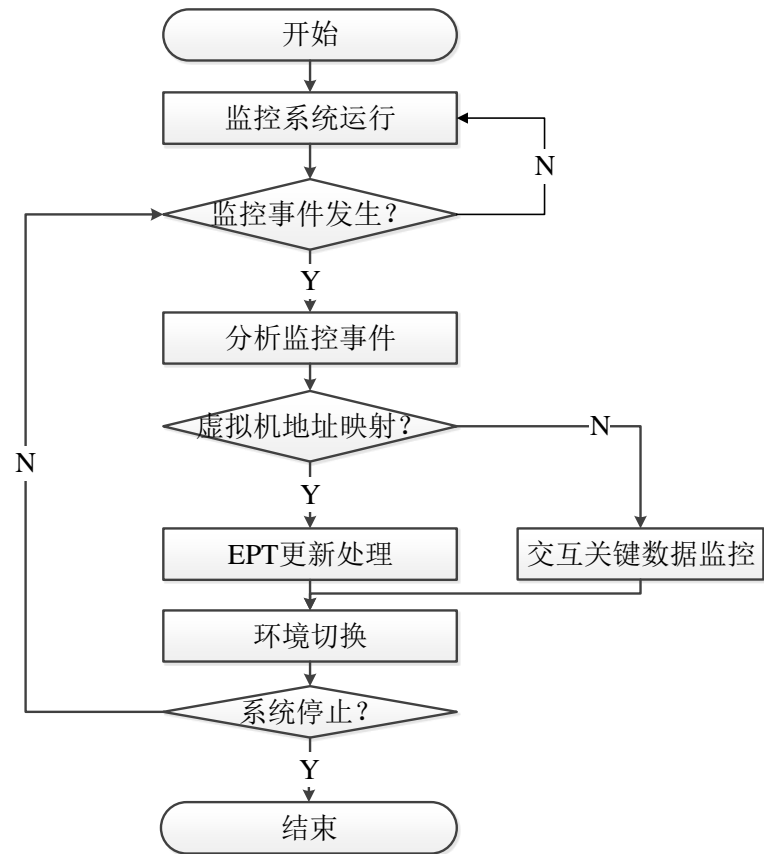 开始
监控系统运行
N
监控事件发生？
Y
分析监控事件
虚拟机地址映射？
N
N
Y
EPT更新处理
交互关键数据监控
环境切换
系统停止？
Y
结束